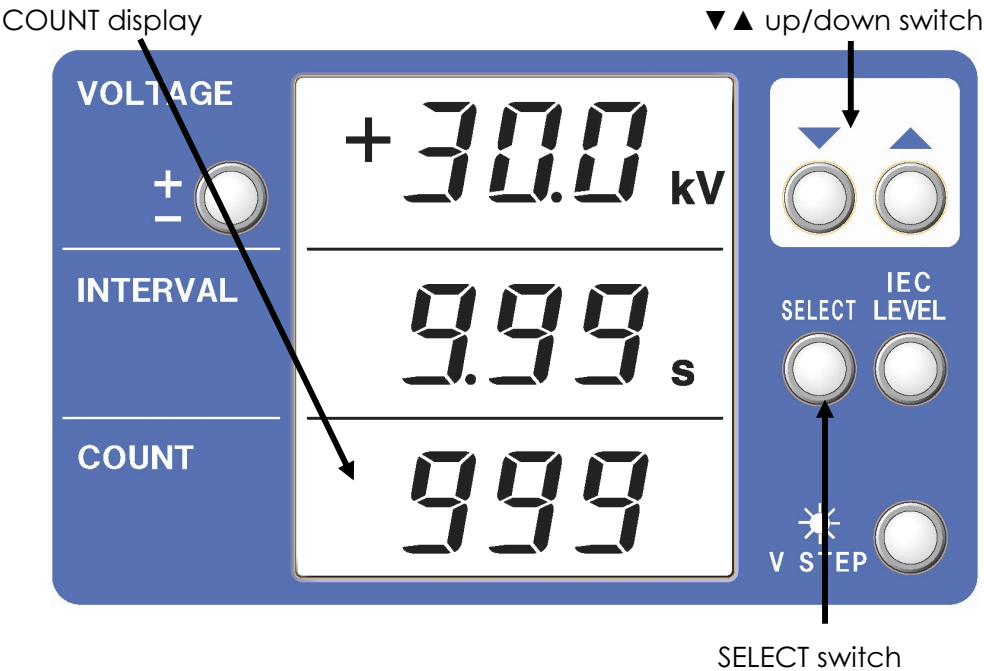 COUNT display
▼▲ up/down switch
VOLTAGE
+30.0 kV
+
−
INTERVAL
9.99 s
SELECT
IEC
LEVEL
COUNT
999
V STEP
SELECT switch